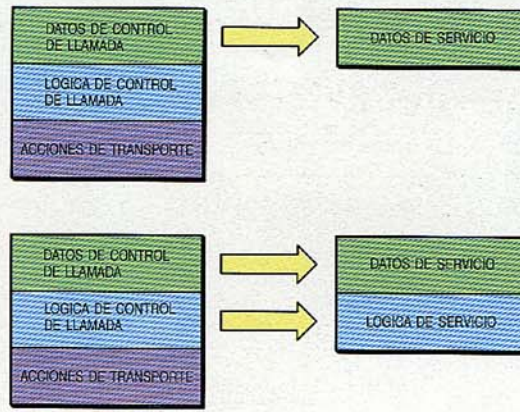 DATOS DE CONTROL
DE LLAMADA
LOGICA DE CONTROL
DE LLAMADA
ACCIONES DE TRANSPORTE
DATOS DE SERVICIO
DATOS DE CONTROL
DE LLAMADA
LOGICA DE CONTROL
DE LLAMADA
ACCIONES DE TRANSPORTE
DATOS DE SERVICIO
LOGICA DE SERVICIO